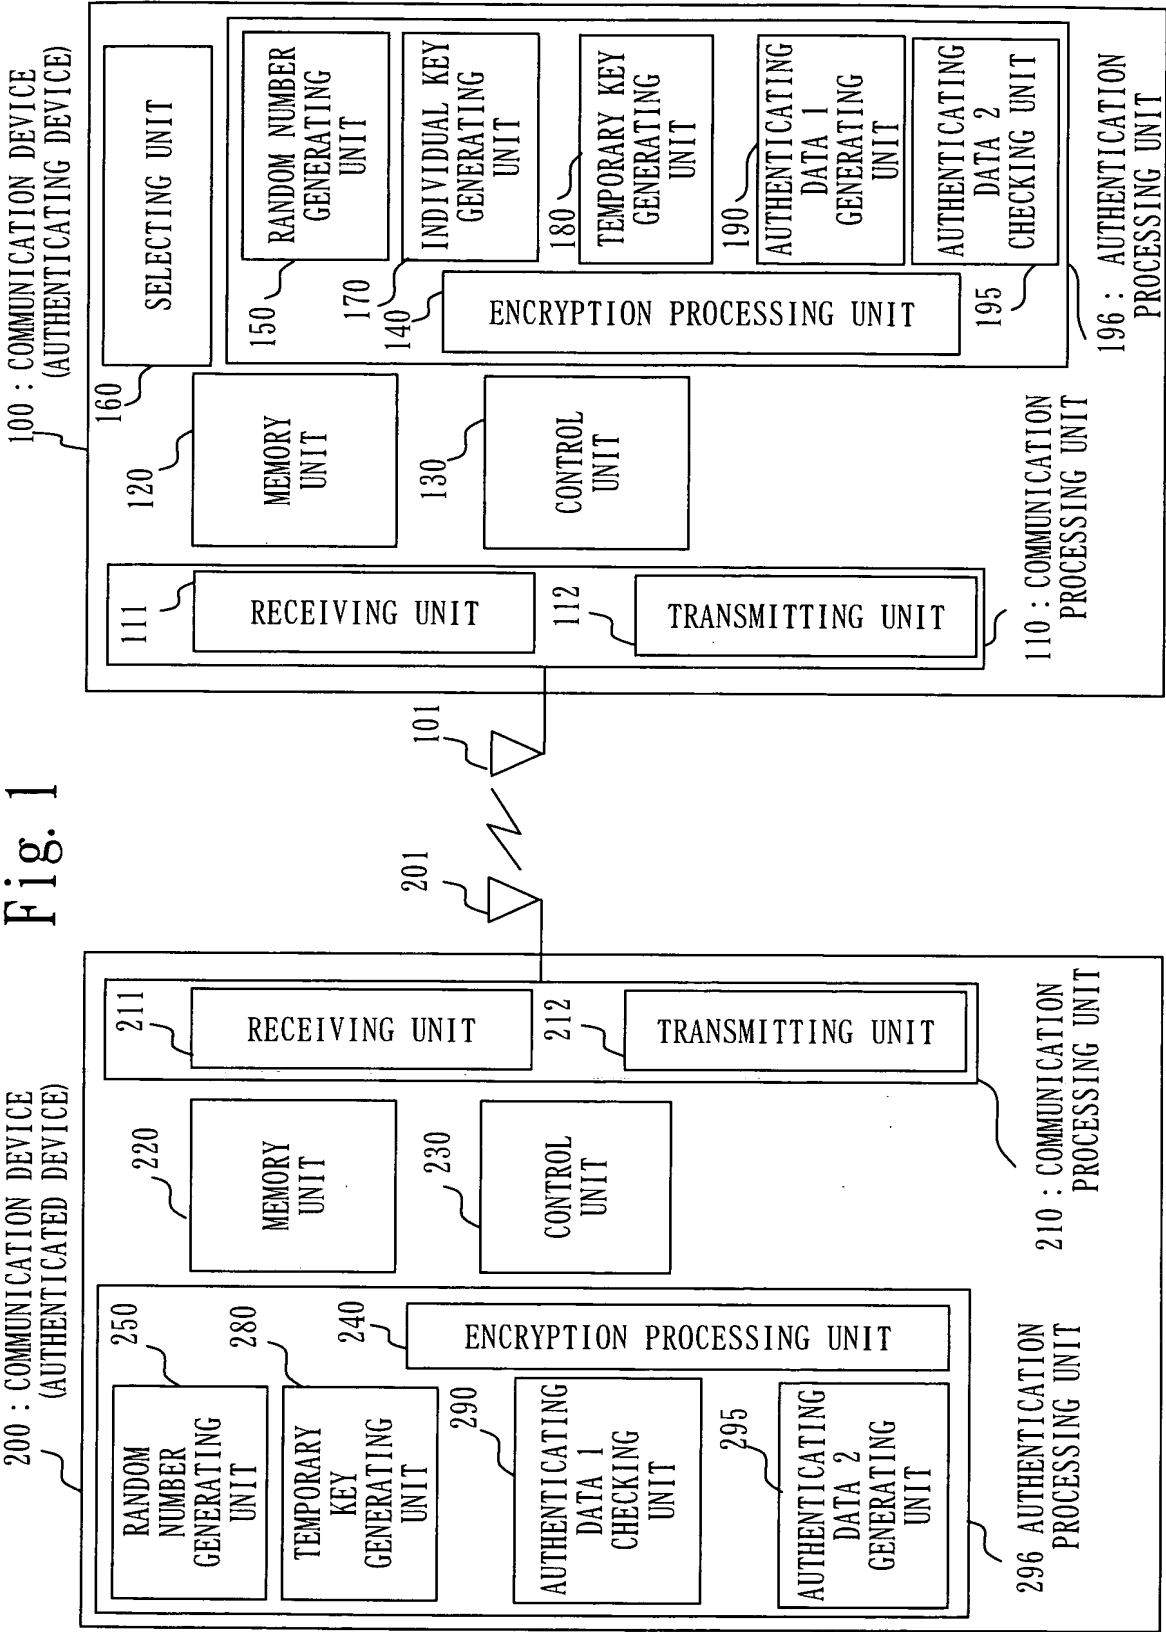 Fig. 1
200 : COMMUNICATION DEVICE
(AUTHENTICATED DEVICE)
250
RANDOM
NUMBER
GENERATING
UNIT
280
TEMPORARY
KEY
GENERATING
UNIT
240
ENCRYPTION PROCESSING UNIT
290
AUTHENTICATING
DATA 1
CHECKING
UNIT
295
AUTHENTICATING
DATA 2
GENERATING
UNIT
296 AUTHENTICATION
PROCESSING UNIT
220
MEMORY
UNIT
230
CONTROL
UNIT
211
RECEIVING UNIT
212
TRANSMITTING UNIT
210 : COMMUNICATION
PROCESSING UNIT
201
101
100 : COMMUNICATION DEVICE
(AUTHENTICATING DEVICE)
111
RECEIVING UNIT
112
TRANSMITTING UNIT
110 : COMMUNICATION
PROCESSING UNIT
120
MEMORY
UNIT
130
CONTROL
UNIT
160
SELECTING UNIT
150
RANDOM NUMBER
GENERATING
UNIT
170
INDIVIDUAL KEY
GENERATING
UNIT
140
ENCRYPTION PROCESSING UNIT
180
TEMPORARY KEY
GENERATING
UNIT
190
AUTHENTICATING
DATA 1
GENERATING
UNIT
195
AUTHENTICATING
DATA 2
CHECKING UNIT
196 : AUTHENTICATION
PROCESSING UNIT